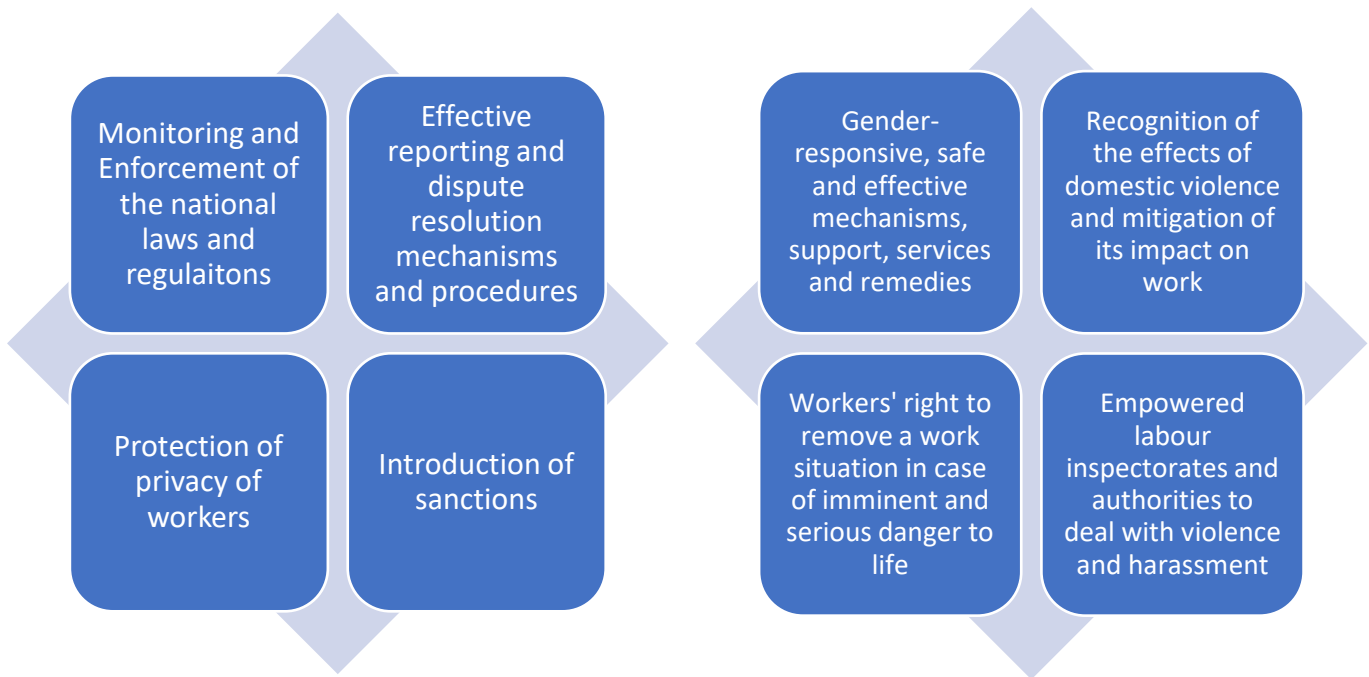 Monitoring and
Enforcement of
the national
laws and
regulaitons
Effective
reporting and
dispute
resolution
mechanisms
and procedures
Protection of
privacy of
workers
Introduction of
sanctions
Gender-
responsive, safe
and effective
mechanisms,
support, services
and remedies
Recognition of
the effects of
domestic violence
and mitigation of
its impact on
work
Workers' right to
remove a work
situation in case
of imminent and
serious danger to
life
Empowered
labour
inspectorates and
authorities to
deal with violence
and harassment